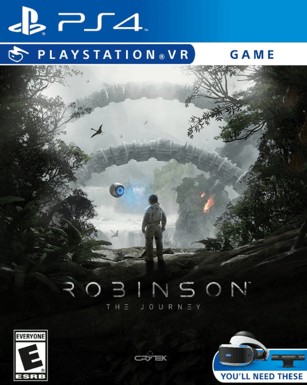 PS4
PLAYSTATION®VR GAME
ROBINSON
THE JOURNEY
EVERYONE
E
ESRB
CRYTEK
YOU'LL NEED THESE